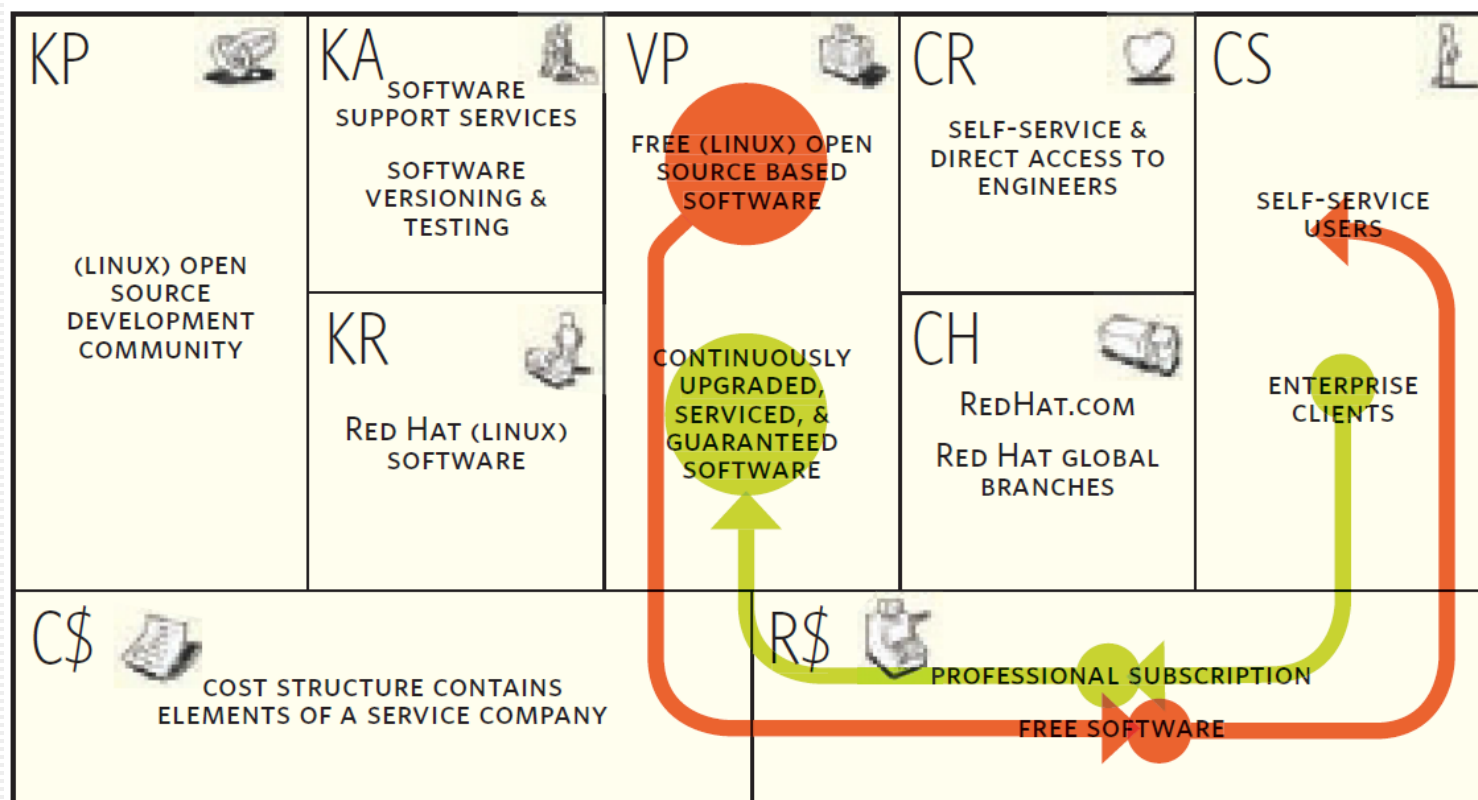 KP
(LINUX) OPEN
SOURCE
DEVELOPMENT
COMMUNITY
KA
SOFTWARE
SUPPORT SERVICES
SOFTWARE
VERSIONING &
TESTING
KR
RED HAT (LINUX)
SOFTWARE
VP
FREE (LINUX) OPEN
SOURCE BASED
SOFTWARE
CONTINUOUSLY
UPGRADED,
SERVICED, &
GUARANTEED
SOFTWARE
CR
SELF-SERVICE &
DIRECT ACCESS TO
ENGINEERS
CH
REDHAT.COM
RED HAT GLOBAL
BRANCHES
CS
SELF-SERVICE
USERS
ENTERPRISE
CLIENTS
C$
COST STRUCTURE CONTAINS
ELEMENTS OF A SERVICE COMPANY
R$
PROFESSIONAL SUBSCRIPTION
FREE SOFTWARE